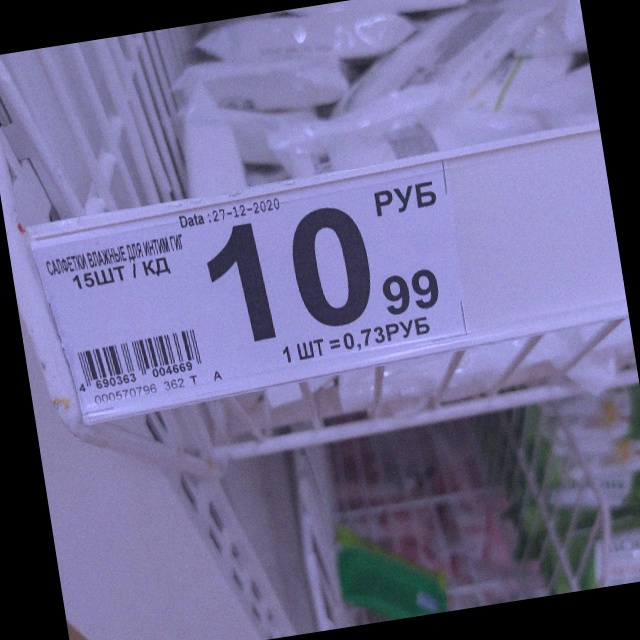 Data :27-12-2020
САЛФЕТКИ ВЛАЖНЫЕ ДЛЯ ИНТИМ ГИГ
15ШТ / КД
10 99 РУБ
1 ШТ =0,73РУБ
4 690363 004669
000570796 362 Т А